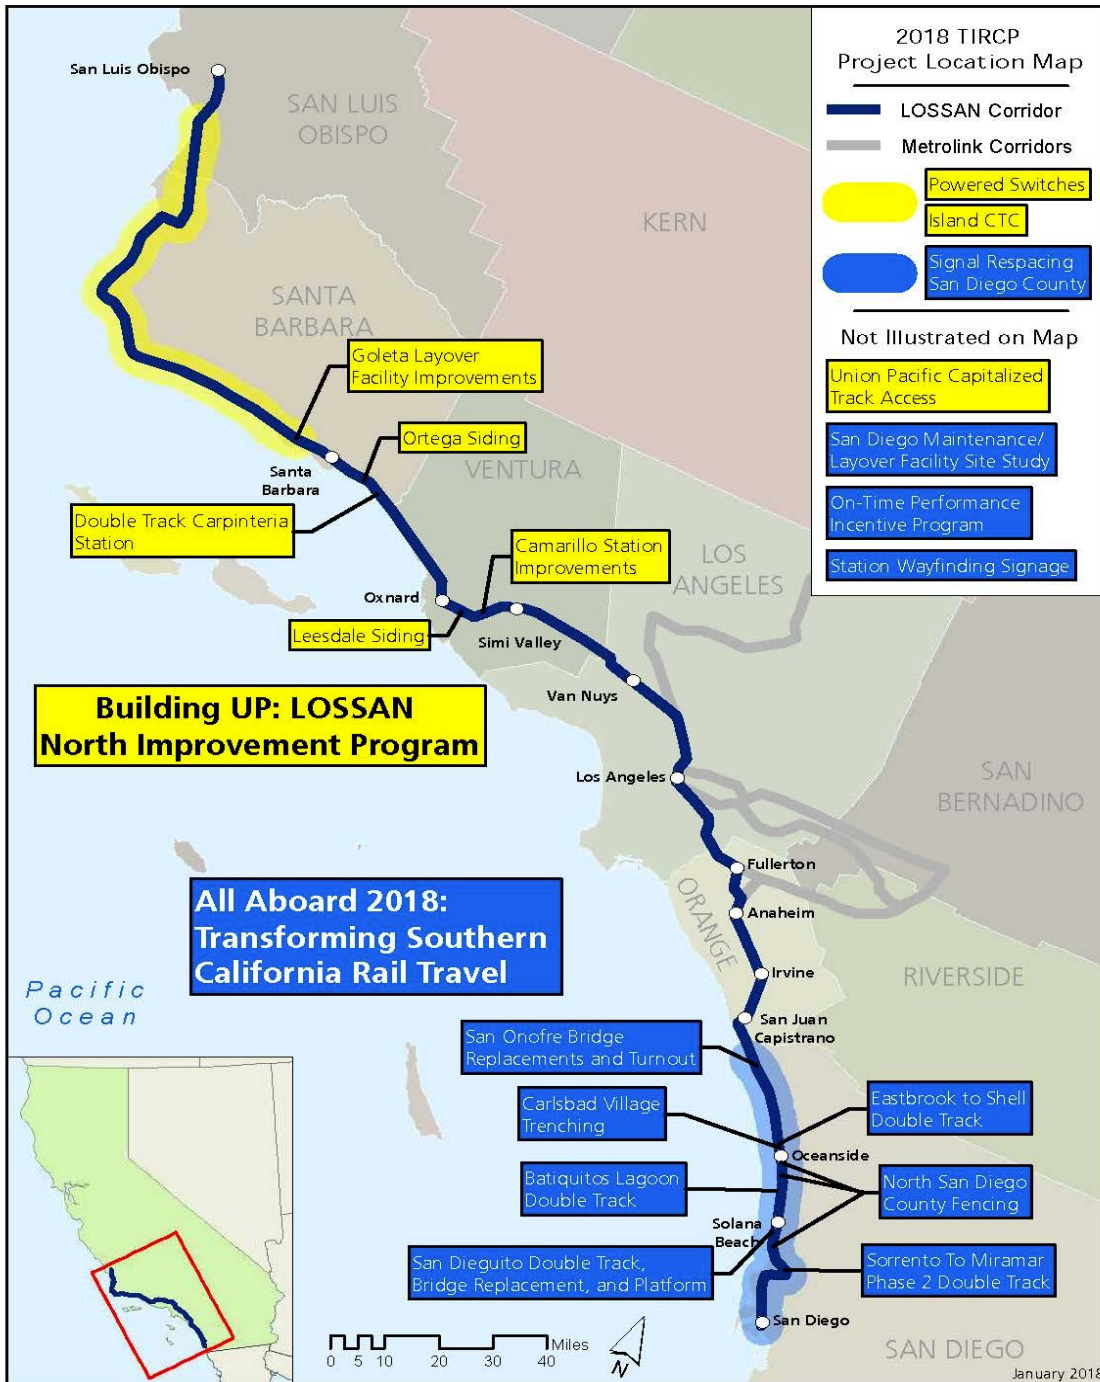 2018 TIRCP
Project Location Map
LOSSAN Corridor
Metrolink Corridors
Powered Switches
Island CTC
Signal Respacing
San Diego County
Not Illustrated on Map
Union Pacific Capitalized
Track Access
San Diego Maintenance/
Layover Facility Site Study
On-Time Performance
Incentive Program
Station Wayfinding Signage
San Luis Obispo
SAN LUIS
OBISPO
KERN
SANTA
BARBARA
Goleta Layover
Facility Improvements
Ortega Siding
Santa
Barbara
VENTURA
Double Track Carpinteria
Station
Camarillo Station
Improvements
LOS
ANGELES
Oxnard
Leesdale Siding
Simi Valley
Van Nuys
Building UP: LOSSAN
North Improvement Program
Los Angeles
SAN
BERNADINO
Fullerton
All Aboard 2018:
Transforming Southern
California Rail Travel
ORANGE
Anaheim
Irvine
RIVERSIDE
Pacific
Ocean
San Juan
Capistrano
San Onofre Bridge
Replacements and Turnout
Carlsbad Village
Trenching
Eastbrook to Shell
Double Track
Oceanside
Batiquitos Lagoon
Double Track
North San Diego
County Fencing
Solana
Beach
San Dieguito Double Track,
Bridge Replacement, and Platform
Sorrento To Miramar
Phase 2 Double Track
San Diego
SAN DIEGO
Miles
0 5 10 20 30 40
N
January 2018